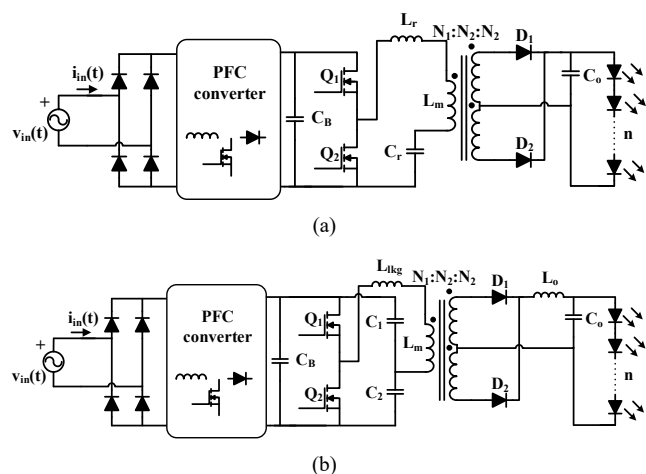 L_r
N_1:N_2:N_2
D_1
i_in(t)
PFC
converter
Q_1
C_o
+
v_in(t)
C_B
L_m
n
Q_2
C_r
D_2
(a)
L_lkg
N_1:N_2:N_2
D_1
L_o
i_in(t)
PFC
converter
Q_1
C_1
C_o
+
v_in(t)
C_B
L_m
n
Q_2
C_2
D_2
(b)